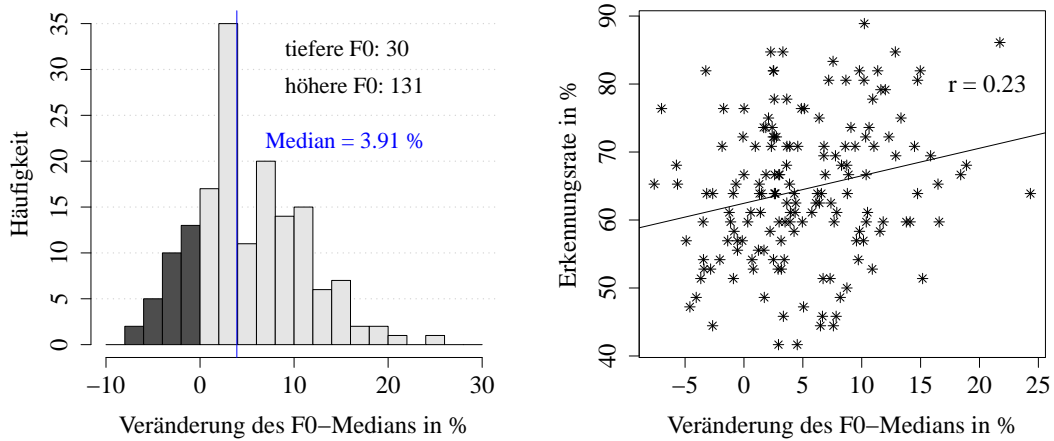 35
30
25
20
15
10
5
0
Häufigkeit
tiefere F0: 30
höhere F0: 131
Median = 3.91 %
−10 0 10 20 30
Veränderung des F0−Medians in %
90
80
70
60
50
40
Erkennungsrate in %
r = 0.23
−5 0 5 10 15 20 25
Veränderung des F0−Medians in %